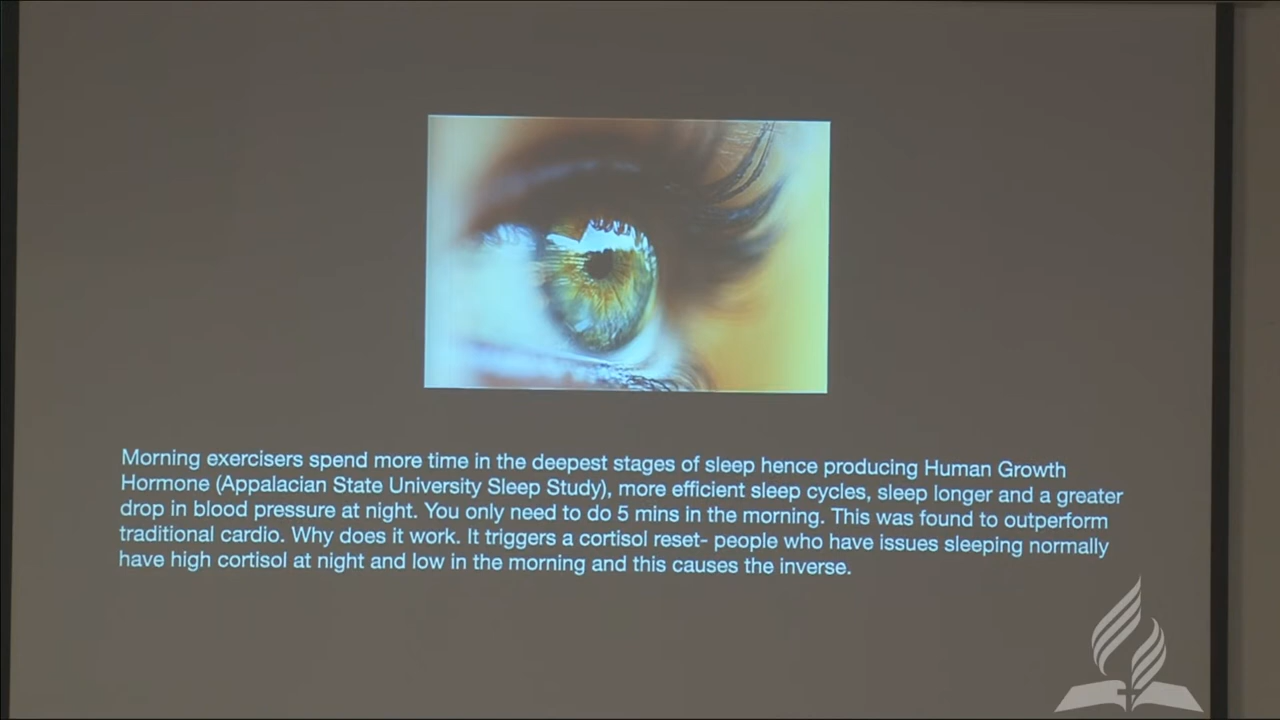 Morning exercisers spend more time in the deepest stages of sleep hence producing Human Growth
Hormone (Appalacian State University Sleep Study), more efficient sleep cycles, sleep longer and a greater
drop in blood pressure at night. You only need to do 5 mins in the morning. This was found to outperform
traditional cardio. Why does it work. It triggers a cortisol reset- people who have issues sleeping normally
have high cortisol at night and low in the morning and this causes the inverse.